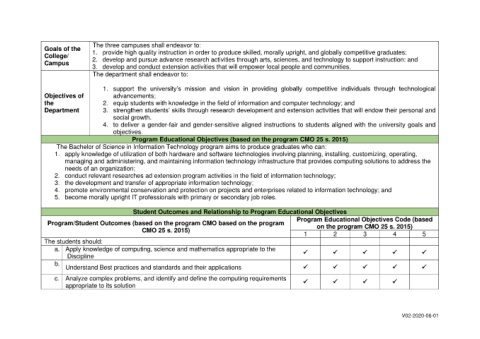 Goals of the College/ Campus
The three campuses shall endeavor to:
1. provide high quality instruction in order to produce skilled, morally upright, and globally competitive graduates;
2. develop and pursue advance research activities through arts, sciences, and technology to support instruction: and
3. develop and conduct extension activities that will empower local people and communities.
Objectives of the Department
The department shall endeavor to:
1. support the university's mission and vision in providing globally competitive individuals through technological
advancements;
2. equip students with knowledge in the field of information and computer technology; and
3. strengthen students' skills through research development and extension activities that will endow their personal and
social growth.
4. to deliver a gender-fair and gender-sensitive aligned instructions to students aligned with the university goals and
objectives.
Program Educational Objectives (based on the program CMO 25 s. 2015)
The Bachelor of Science in Information Technology program aims to produce graduates who can:
1. apply knowledge of utilization of both hardware and software technologies involving planning, installing, customizing, operating,
managing and administering, and maintaining information technology infrastructure that provides computing solutions to address the
needs of an organization;
2. conduct relevant researches ad extension program activities in the field of information technology;
3. the development and transfer of appropriate information technology;
4. promote environmental conservation and protection on projects and enterprises related to information technology; and
5. become morally upright IT professionals with primary or secondary job roles.
Student Outcomes and Relationship to Program Educational Objectives
Program/Student Outcomes (based on the program CMO based on the program
CMO 25 s. 2015)
Program Educational Objectives Code (based
on the program CMO 25 s. 2015)
1 2 3 4 5
The students should:
a. Apply knowledge of computing, science and mathematics appropriate to the
Discipline ✓ ✓ ✓ ✓ ✓
b. Understand Best practices and standards and their applications ✓ ✓ ✓ ✓ ✓
c. Analyze complex problems, and identify and define the computing requirements
appropriate to its solution ✓ ✓ ✓ ✓
V02-2020-06-01